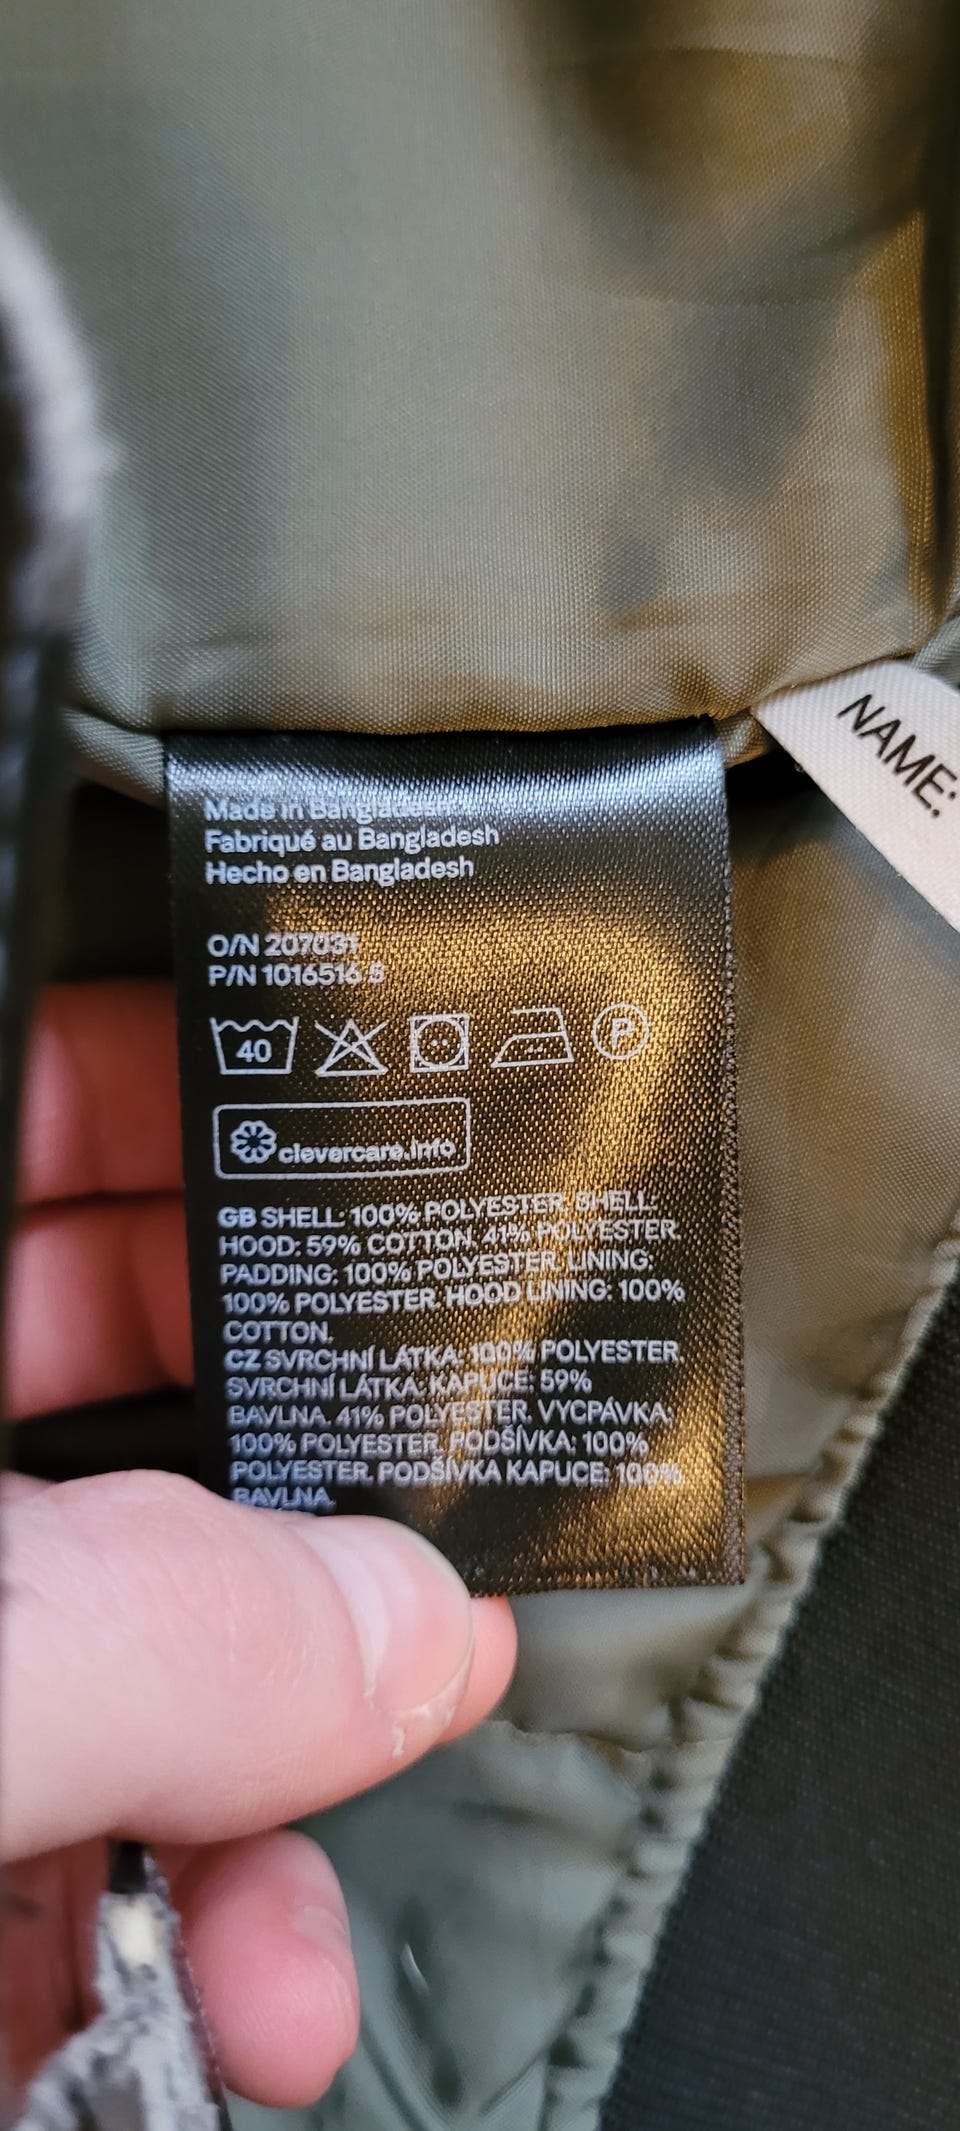 Made in Bangladesh
Fabriqué au Bangladesh
Hecho en Bangladesh
O/N 207031
P/N 1016516 5
40
P
clevercare.info
GB SHELL: 100% POLYESTER. SHELL:
HOOD: 59% COTTON, 41% POLYESTER.
PADDING: 100% POLYESTER. LINING:
100% POLYESTER. HOOD LINING: 100%
COTTON.
CZ SVRCHNÍ LÁTKA: 100% POLYESTER.
SVRCHNÍ LÁTKA: KAPUCE: 59%
BAVLNA, 41% POLYESTER. VYCPÁVKA:
100% POLYESTER. PODŠÍVKA: 100%
POLYESTER. PODŠÍVKA KAPUCE: 100%
BAVLNA.
NAME: